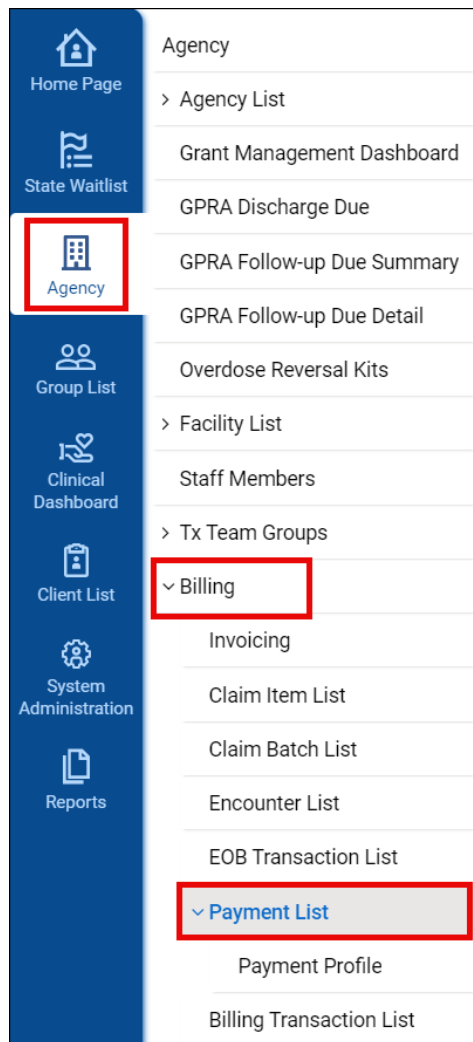 Home Page
State Waitlist
Agency
Group List
Clinical
Dashboard
Client List
System
Administration
Reports
Agency
Agency List
Grant Management Dashboard
GPRA Discharge Due
GPRA Follow-up Due Summary
GPRA Follow-up Due Detail
Overdose Reversal Kits
Facility List
Staff Members
Tx Team Groups
Billing
Invoicing
Claim Item List
Claim Batch List
Encounter List
EOB Transaction List
Payment List
Payment Profile
Billing Transaction List